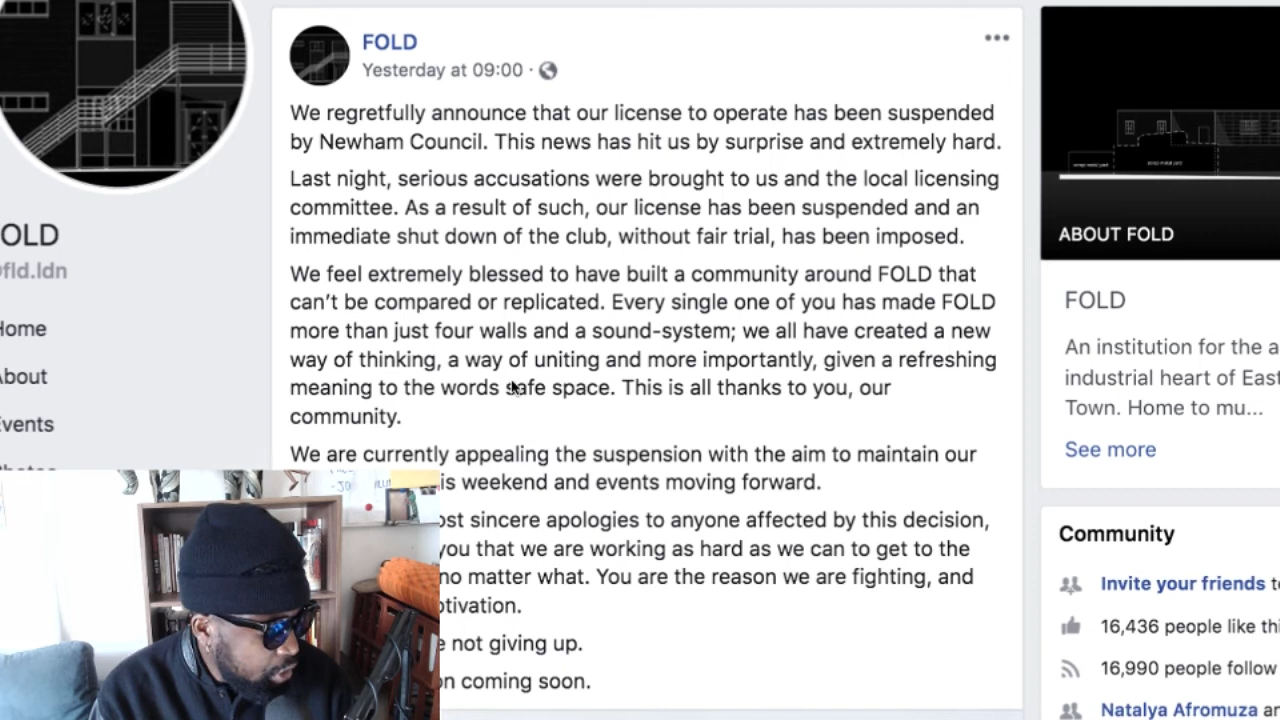 FOLD
Yesterday at 09:00 ·
We regretfully announce that our license to operate has been suspended
by Newham Council. This news has hit us by surprise and extremely hard.
Last night, serious accusations were brought to us and the local licensing
committee. As a result of such, our license has been suspended and an
immediate shut down of the club, without fair trial, has been imposed.
We feel extremely blessed to have built a community around FOLD that
can’t be compared or replicated. Every single one of you has made FOLD
more than just four walls and a sound-system; we all have created a new
way of thinking, a way of uniting and more importantly, given a refreshing
meaning to the words safe space. This is all thanks to you, our
community.
We are currently appealing the suspension with the aim to maintain our
is weekend and events moving forward.
ost sincere apologies to anyone affected by this decision,
you that we are working as hard as we can to get to the
no matter what. You are the reason we are fighting, and
otivation.
e not giving up.
on coming soon.
OLD
@fld.ldn
Home
About
Events
Photos
ABOUT FOLD
FOLD
An institution for the a
industrial heart of East
Town. Home to mu...
See more
Community
Invite your friends to
16,436 people like thi
16,990 people follow
Natalya Afromuza an